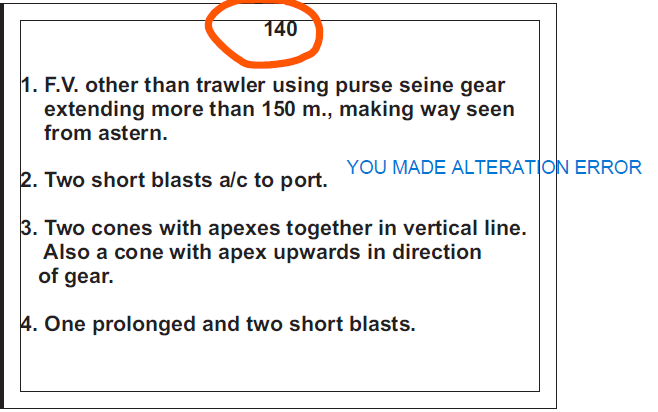 140
1. F.V. other than trawler using purse seine gear
extending more than 150 m., making way seen
from astern.
YOU MADE ALTERATION ERROR
2. Two short blasts a/c to port.
3. Two cones with apexes together in vertical line.
Also a cone with apex upwards in direction
of gear.
4. One prolonged and two short blasts.